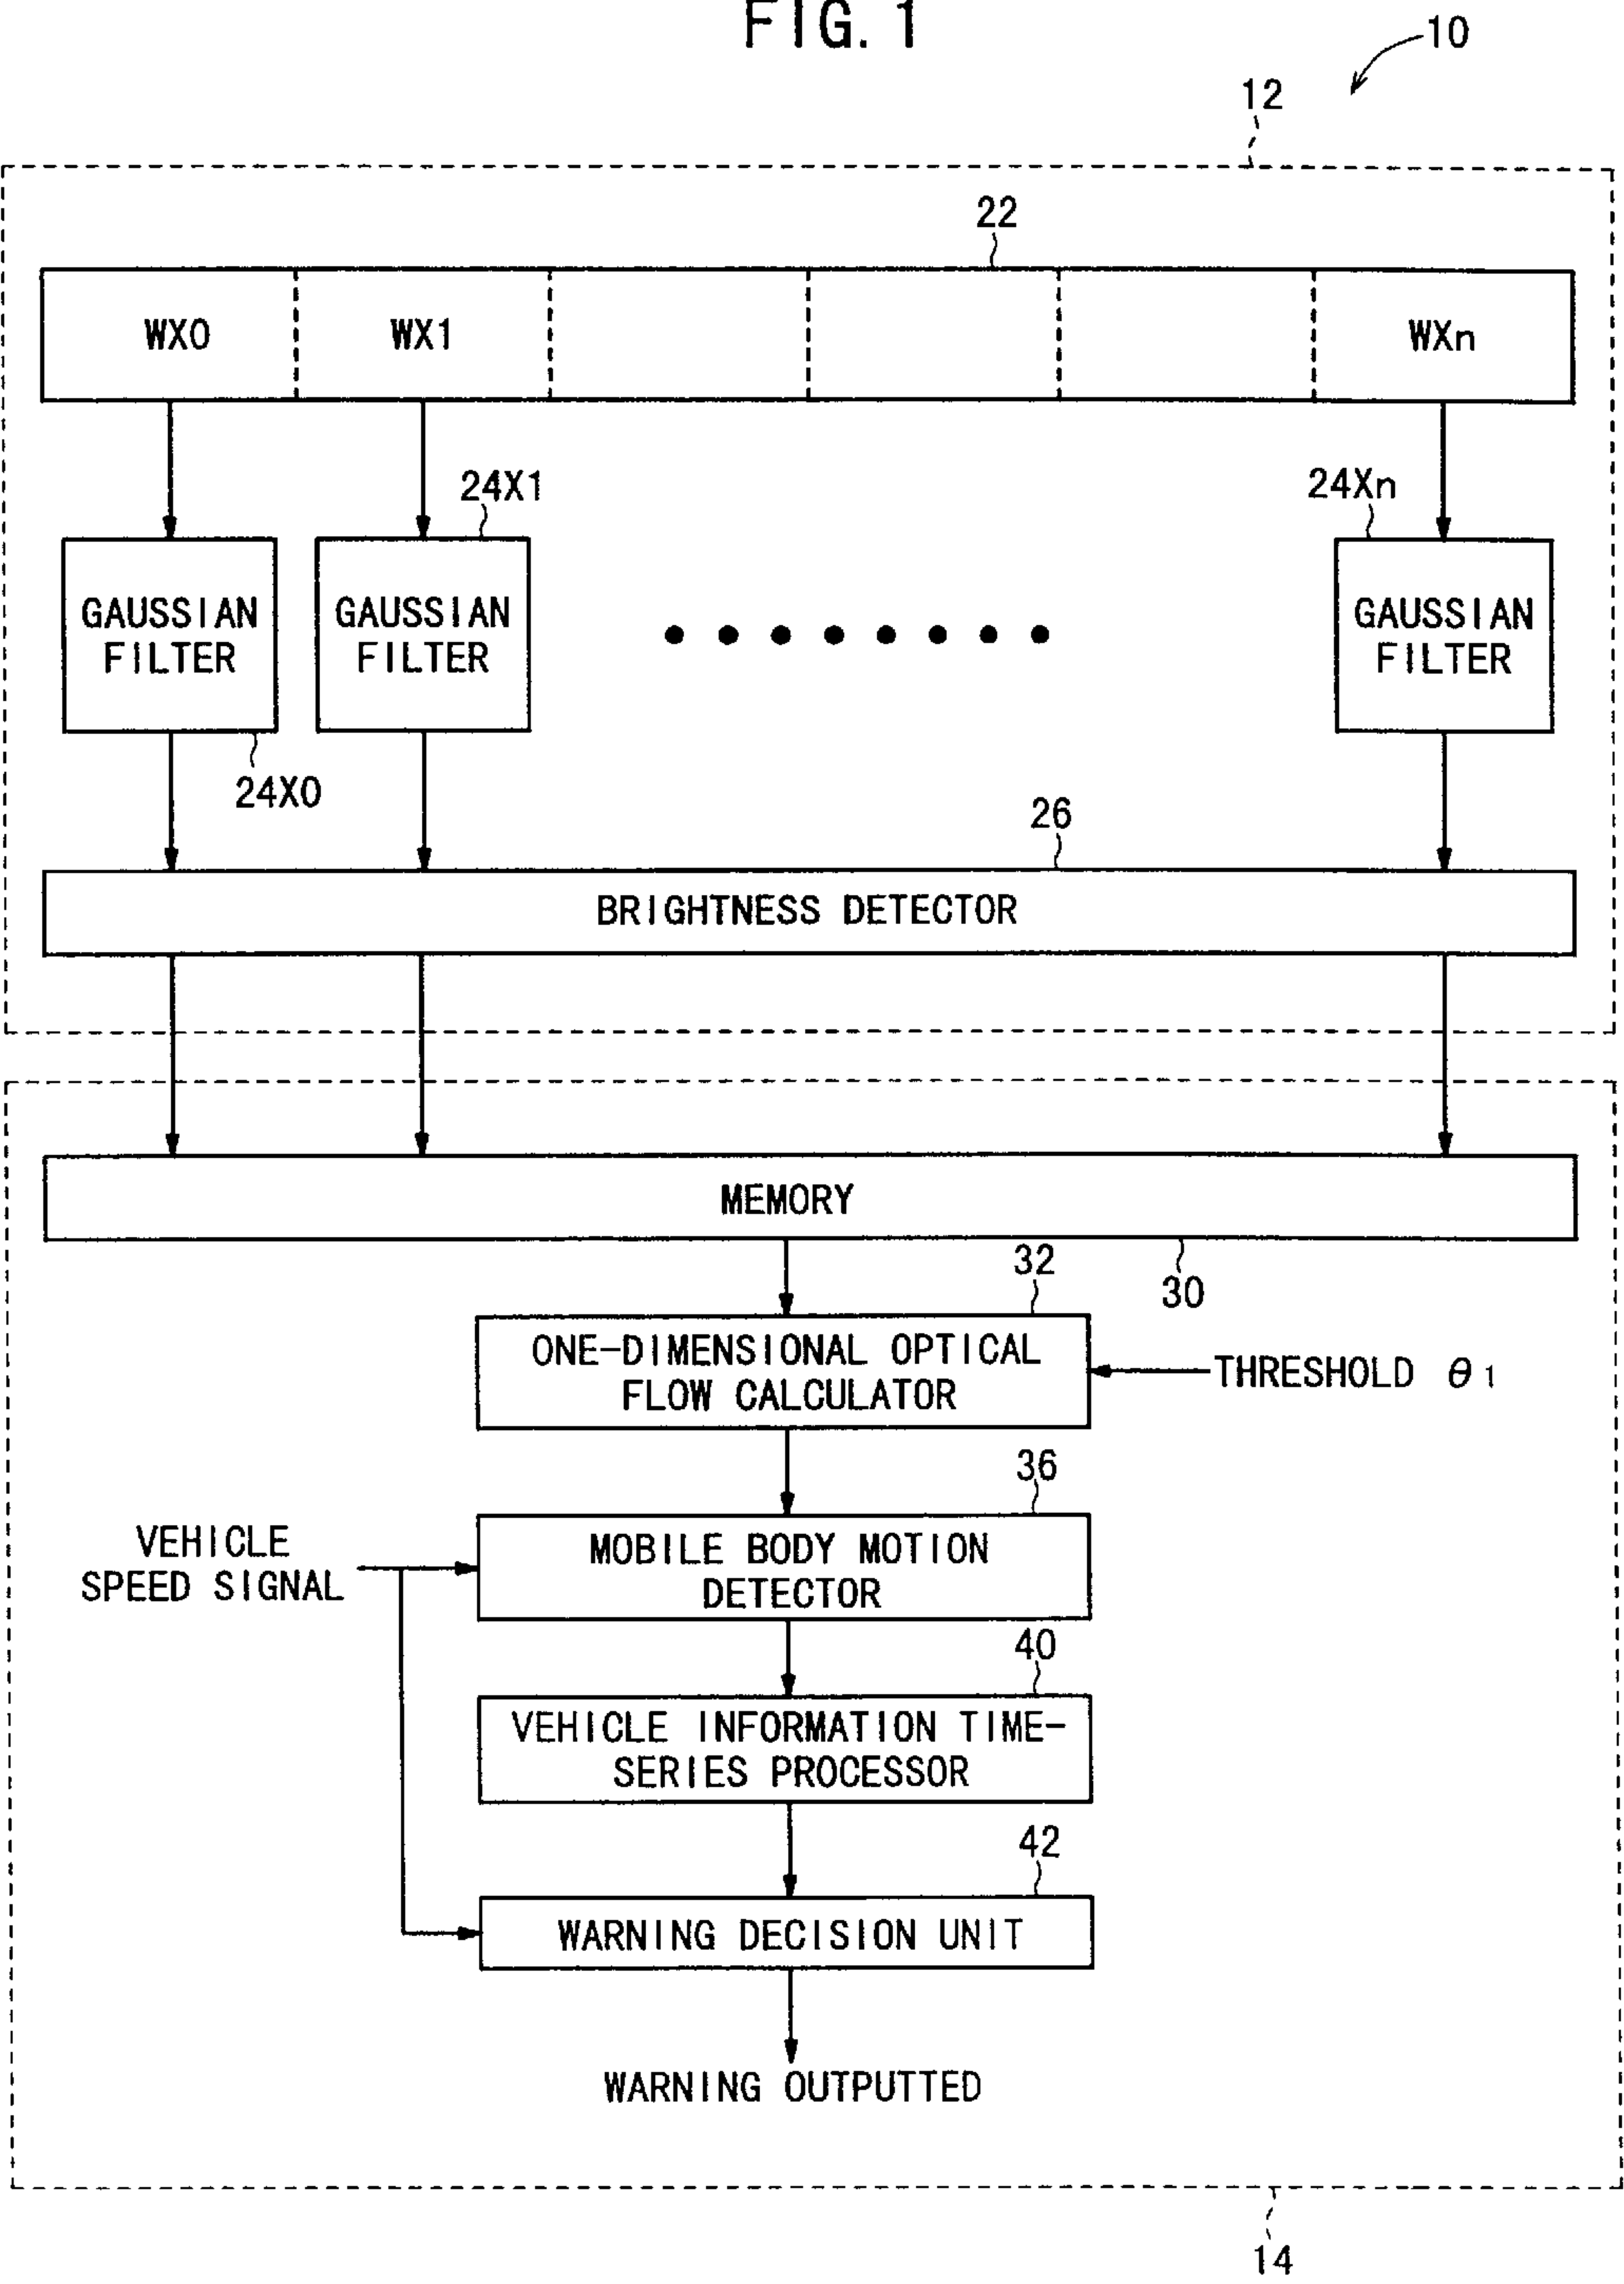 FIG. 1
10
12
22
WX0 WX1 WXn
24X1 24Xn
GAUSSIAN FILTER
GAUSSIAN FILTER
GAUSSIAN FILTER
24X0
26
BRIGHTNESS DETECTOR
MEMORY
32
30
ONE-DIMENSIONAL OPTICAL
FLOW CALCULATOR
THRESHOLD θ1
36
VEHICLE
SPEED SIGNAL
MOBILE BODY MOTION
DETECTOR
40
VEHICLE INFORMATION TIME-
SERIES PROCESSOR
42
WARNING DECISION UNIT
WARNING OUTPUTTED
14